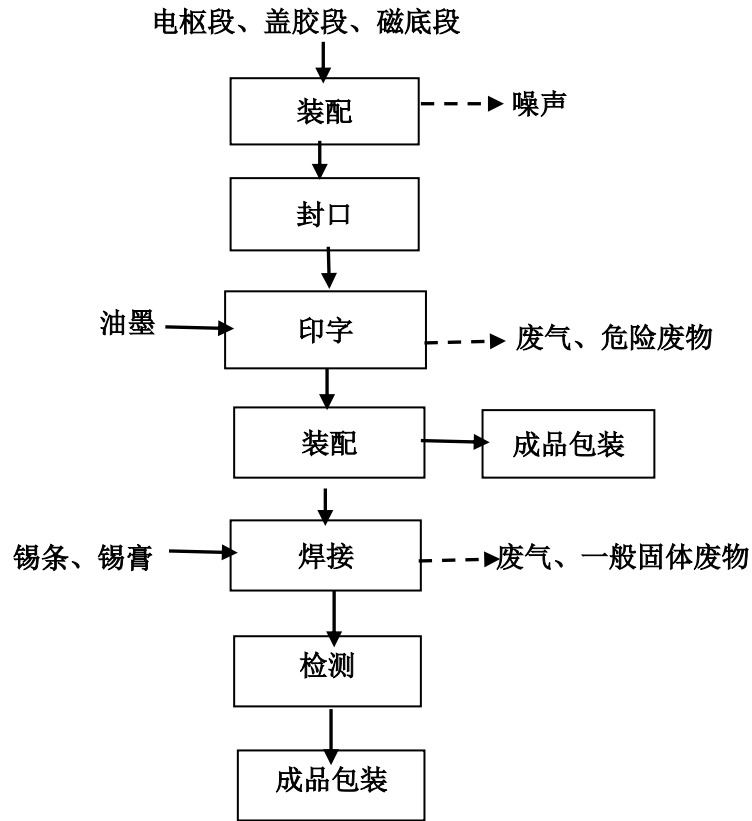 电枢段、盖胶段、磁底段
装配
噪声
封口
油墨
印字
废气、危险废物
装配
成品包装
锡条、锡膏
焊接
废气、一般固体废物
检测
成品包装